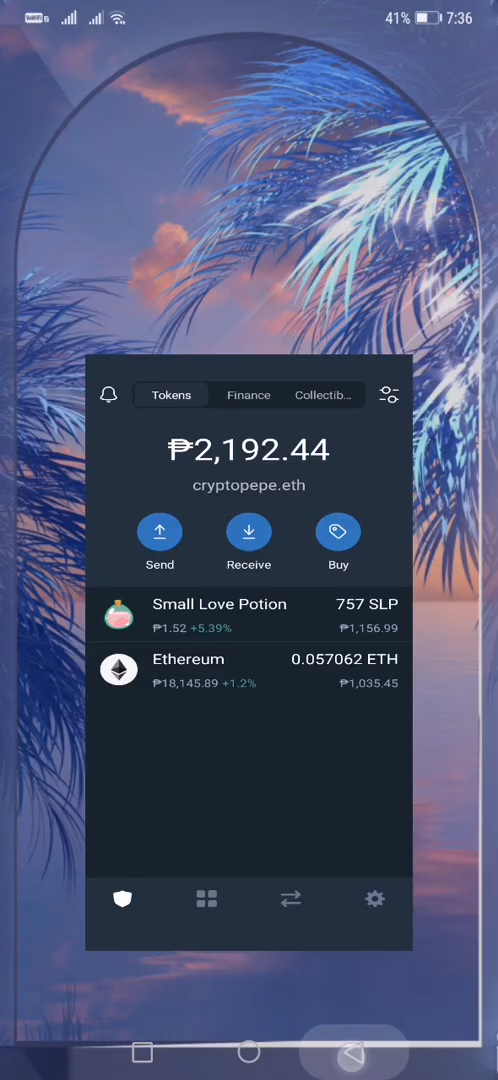 41% 7:36
Tokens Finance Collectib...
₱2,192.44
cryptopepe.eth
Send Receive Buy
Small Love Potion 757 SLP
₱1.52 +5.39% ₱1,156.99
Ethereum 0.057062 ETH
₱18,145.89 +1.2% ₱1,035.45